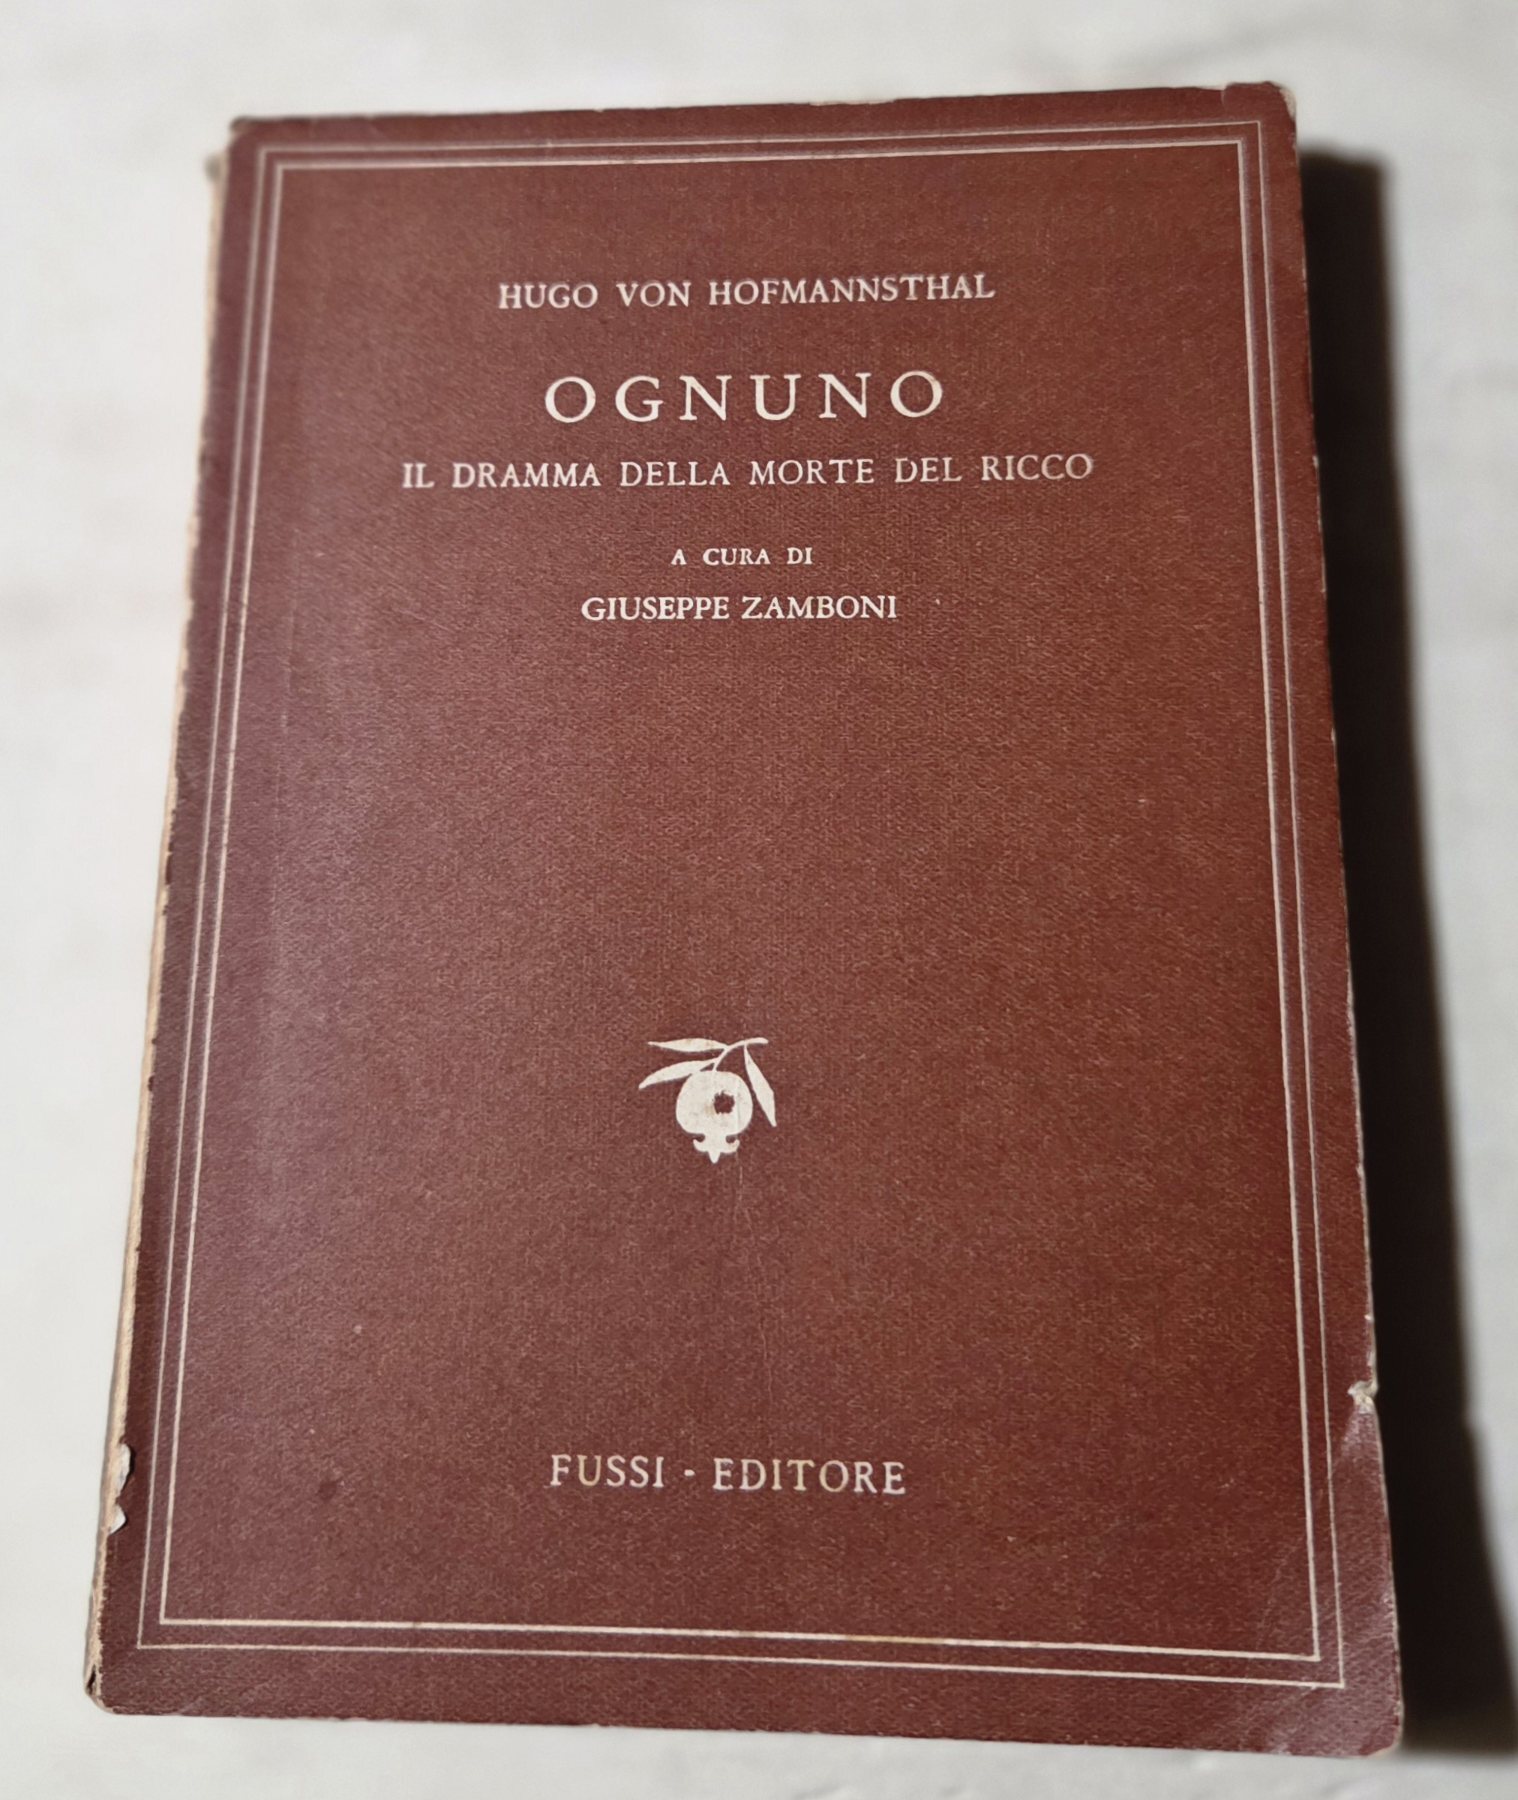 HUGO VON HOFMANNSTHAL
OGNUNO
IL DRAMMA DELLA MORTE DEL RICCO
A CURA DI
GIUSEPPE ZAMBONI
FUSSI - EDITORE